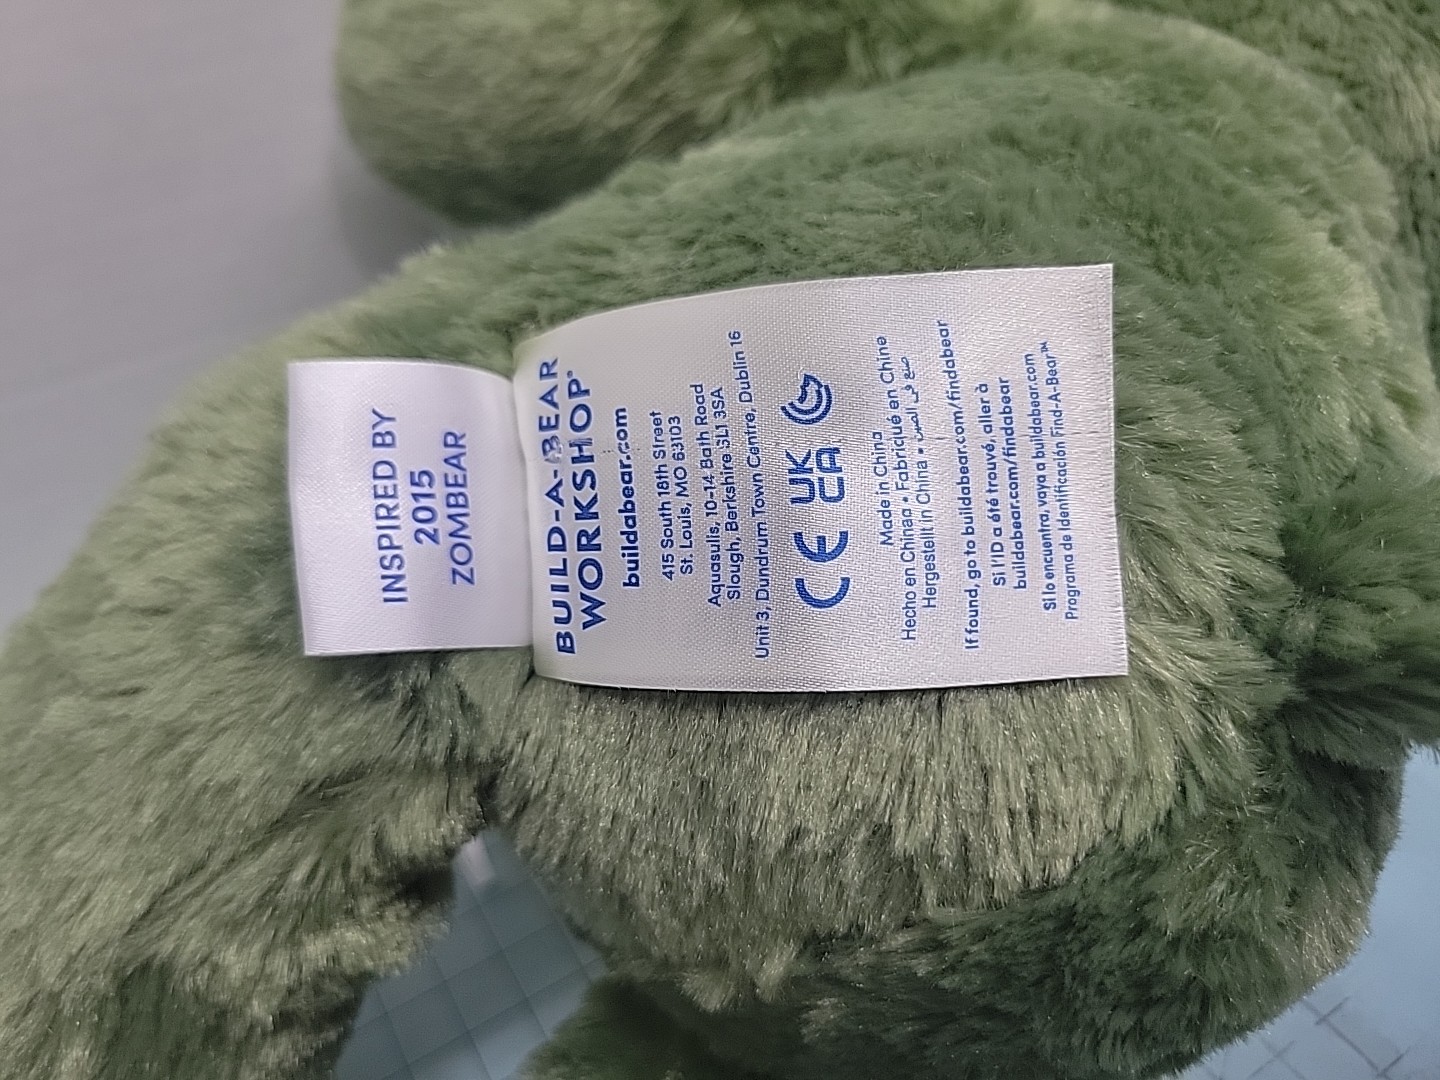 INSPIRED BY
2015
ZOMBEAR
BUILD-A-BEAR
WORKSHOP®
buildabear.com
415 South 18th Street
St. Louis, MO 63103
Aquasulis, 10-14 Bath Road
Slough, Berkshire SL1 3SA
Unit 3, Dundrum Town Centre, Dublin 16
CE UK
CA
Made in China
Hecho en China • Fabriqué en Chine
Hergestellt in China • صنع في الصين
If found, go to buildabear.com/findabear
Si l'ID a été trouvé, aller à
buildabear.com/findabear
Si lo encuentra, vaya a buildabear.com
Programa de Identificación Find-A-Bear™